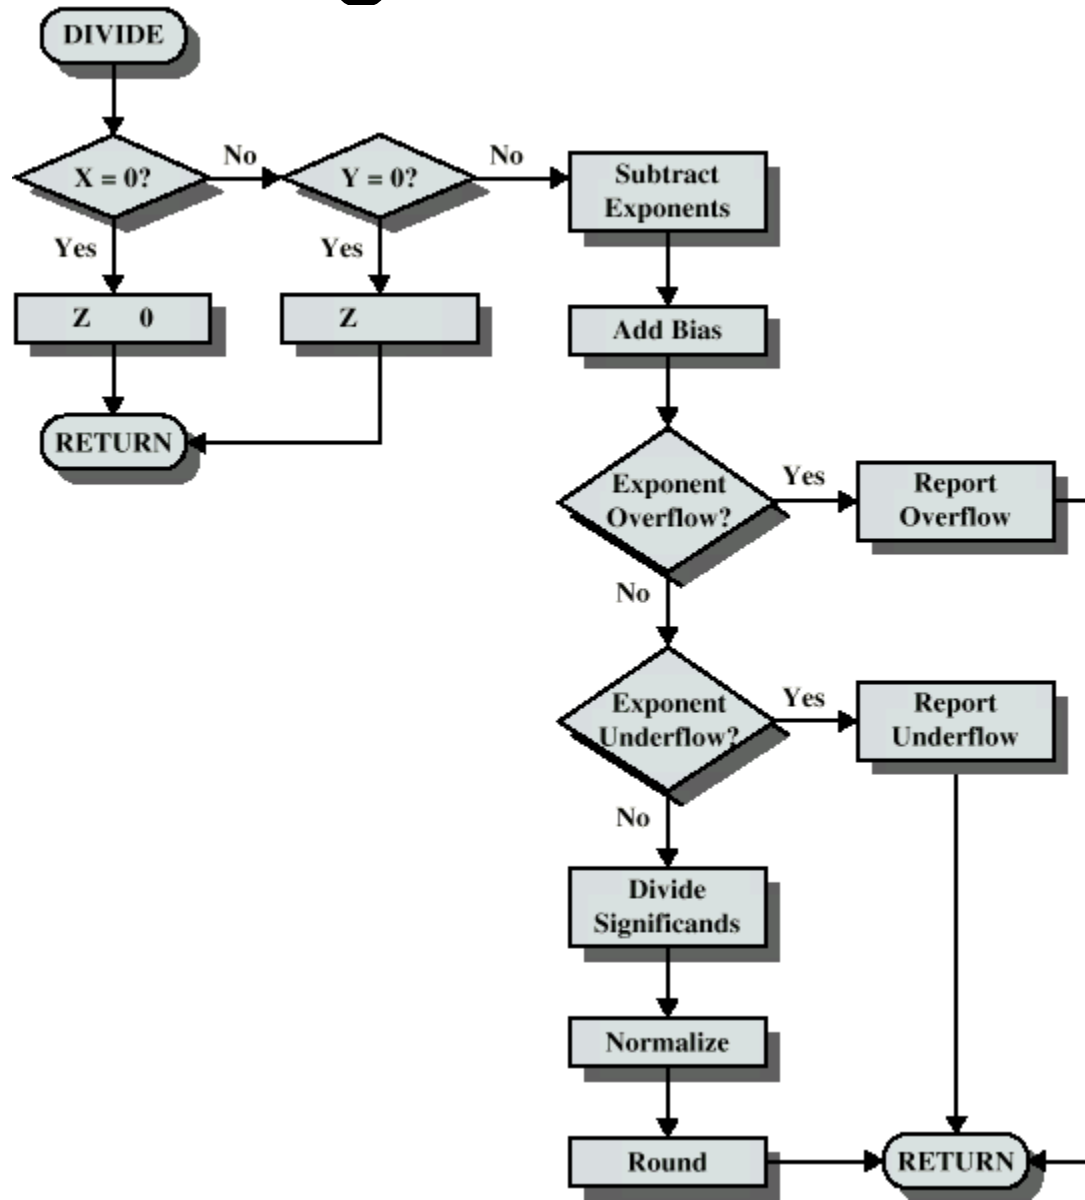 DIVIDE
X = 0?
No
Y = 0?
No
Subtract
Exponents
Yes
Yes
Z 0
Z
Add Bias
RETURN
Exponent
Overflow?
Yes
Report
Overflow
No
Exponent
Underflow?
Yes
Report
Underflow
No
Divide
Significands
Normalize
Round
RETURN